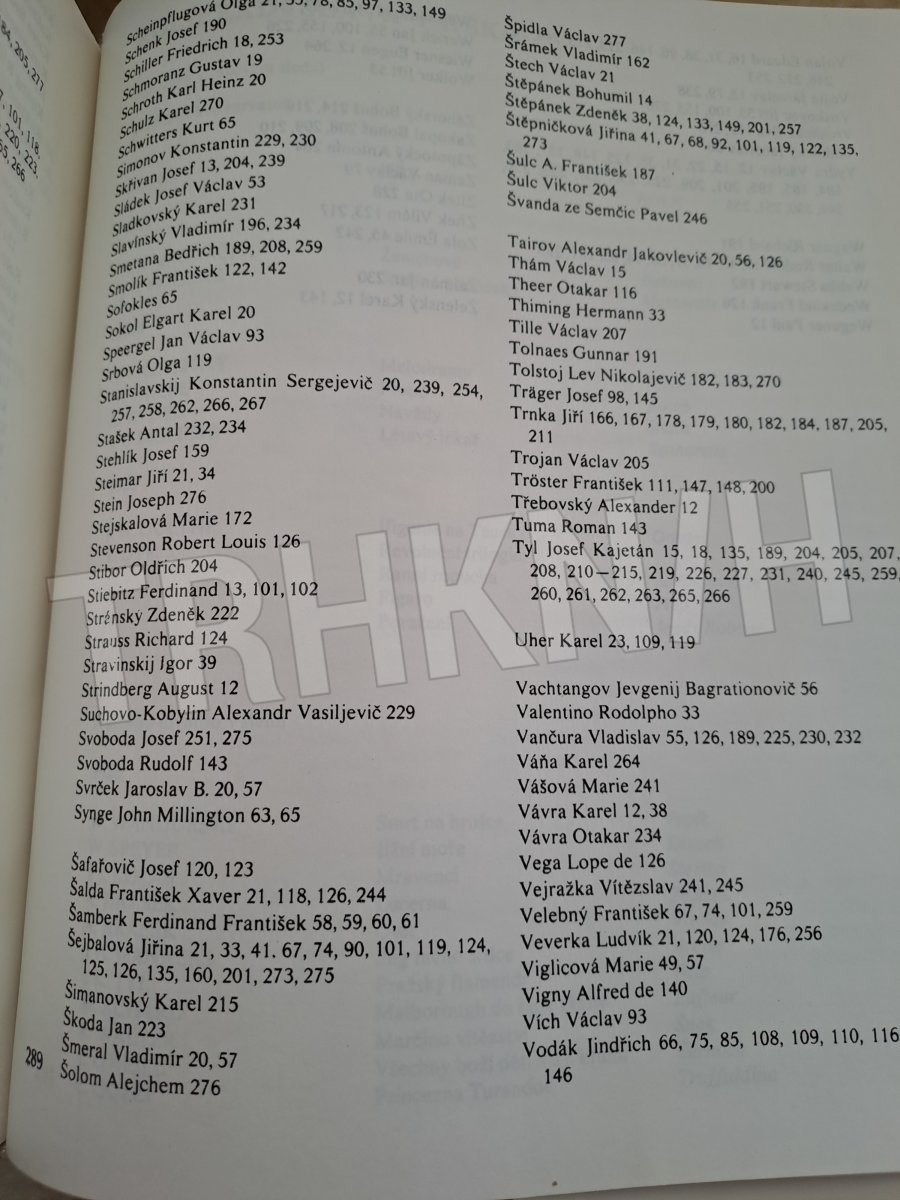 Scheinpflugová Olga 21, 33, 78, 85, 97, 133, 149
Schenk Josef 190
Schiller Friedrich 18, 253
Schmoranz Gustav 19
Schroth Karl Heinz 20
Schulz Karel 270
Schwitters Kurt 65
Simonov Konstantin 229, 230
Skřivan Josef 13, 204, 239
Sládek Josef Václav 53
Sladkovský Karel 231
Slavínský Vladimír 196, 234
Smetana Bedřich 189, 208, 259
Smolík František 122, 142
Sofokles 65
Sokol Elgart Karel 20
Speergel Jan Václav 93
Srbová Olga 119
Stanislavskij Konstantin Sergejevič 20, 239, 254,
257, 258, 262, 266, 267
Stašek Antal 232, 234
Stehlík Josef 159
Steimar Jiří 21, 34
Stein Joseph 276
Stejskalová Marie 172
Stevenson Robert Louis 126
Stibor Oldřich 204
Stiebitz Ferdinand 13, 101, 102
Stránský Zdeněk 222
Strauss Richard 124
Stravinskij Igor 39
Strindberg August 12
Suchovo-Kobylin Alexandr Vasiljevič 229
Svoboda Josef 251, 275
Svoboda Rudolf 143
Svrček Jaroslav B. 20, 57
Synge John Millington 63, 65
Šafařovič Josef 120, 123
Šalda František Xaver 21, 118, 126, 244
Šamberk Ferdinand František 58, 59, 60, 61
Šejbalová Jiřina 21, 33, 41. 67, 74, 90, 101, 119, 124,
125, 126, 135, 160, 201, 273, 275
Šimanovský Karel 215
Škoda Jan 223
Šmeral Vladimír 20, 57
Šolom Alejchem 276
289
Špidla Václav 277
Šrámek Vladimír 162
Štech Václav 21
Štěpánek Bohumil 14
Štěpánek Zdeněk 38, 124, 133, 149, 201, 257
Štěpničková Jiřina 41, 67, 68, 92, 101, 119, 122, 135,
273
Šulc A. František 187
Šulc Viktor 204
Švanda ze Semčic Pavel 246
Tairov Alexandr Jakovlevič 20, 56, 126
Thám Václav 15
Theer Otakar 116
Thiming Hermann 33
Tille Václav 207
Tolnaes Gunnar 191
Tolstoj Lev Nikolajevič 182, 183, 270
Träger Josef 98, 145
Trnka Jiří 166, 167, 178, 179, 180, 182, 184, 187, 205,
211
Trojan Václav 205
Tröster František 111, 147, 148, 200
Třebovský Alexander 12
Tuma Roman 143
Tyl Josef Kajetán 15, 18, 135, 189, 204, 205, 207,
208, 210—215, 219, 226, 227, 231, 240, 245, 259,
260, 261, 262, 263, 265, 266
Uher Karel 23, 109, 119
Vachtangov Jevgenij Bagrationovič 56
Valentino Rodolpho 33
Vančura Vladislav 55, 126, 189, 225, 230, 232
Váňa Karel 264
Vášová Marie 241
Vávra Karel 12, 38
Vávra Otakar 234
Vega Lope de 126
Vejražka Vítězslav 241, 245
Velebný František 67, 74, 101, 259
Veverka Ludvík 21, 120, 124, 176, 256
Viglicová Marie 49, 57
Vigny Alfred de 140
Vích Václav 93
Vodák Jindřich 66, 75, 85, 108, 109, 110, 116
146
TRHKNIH